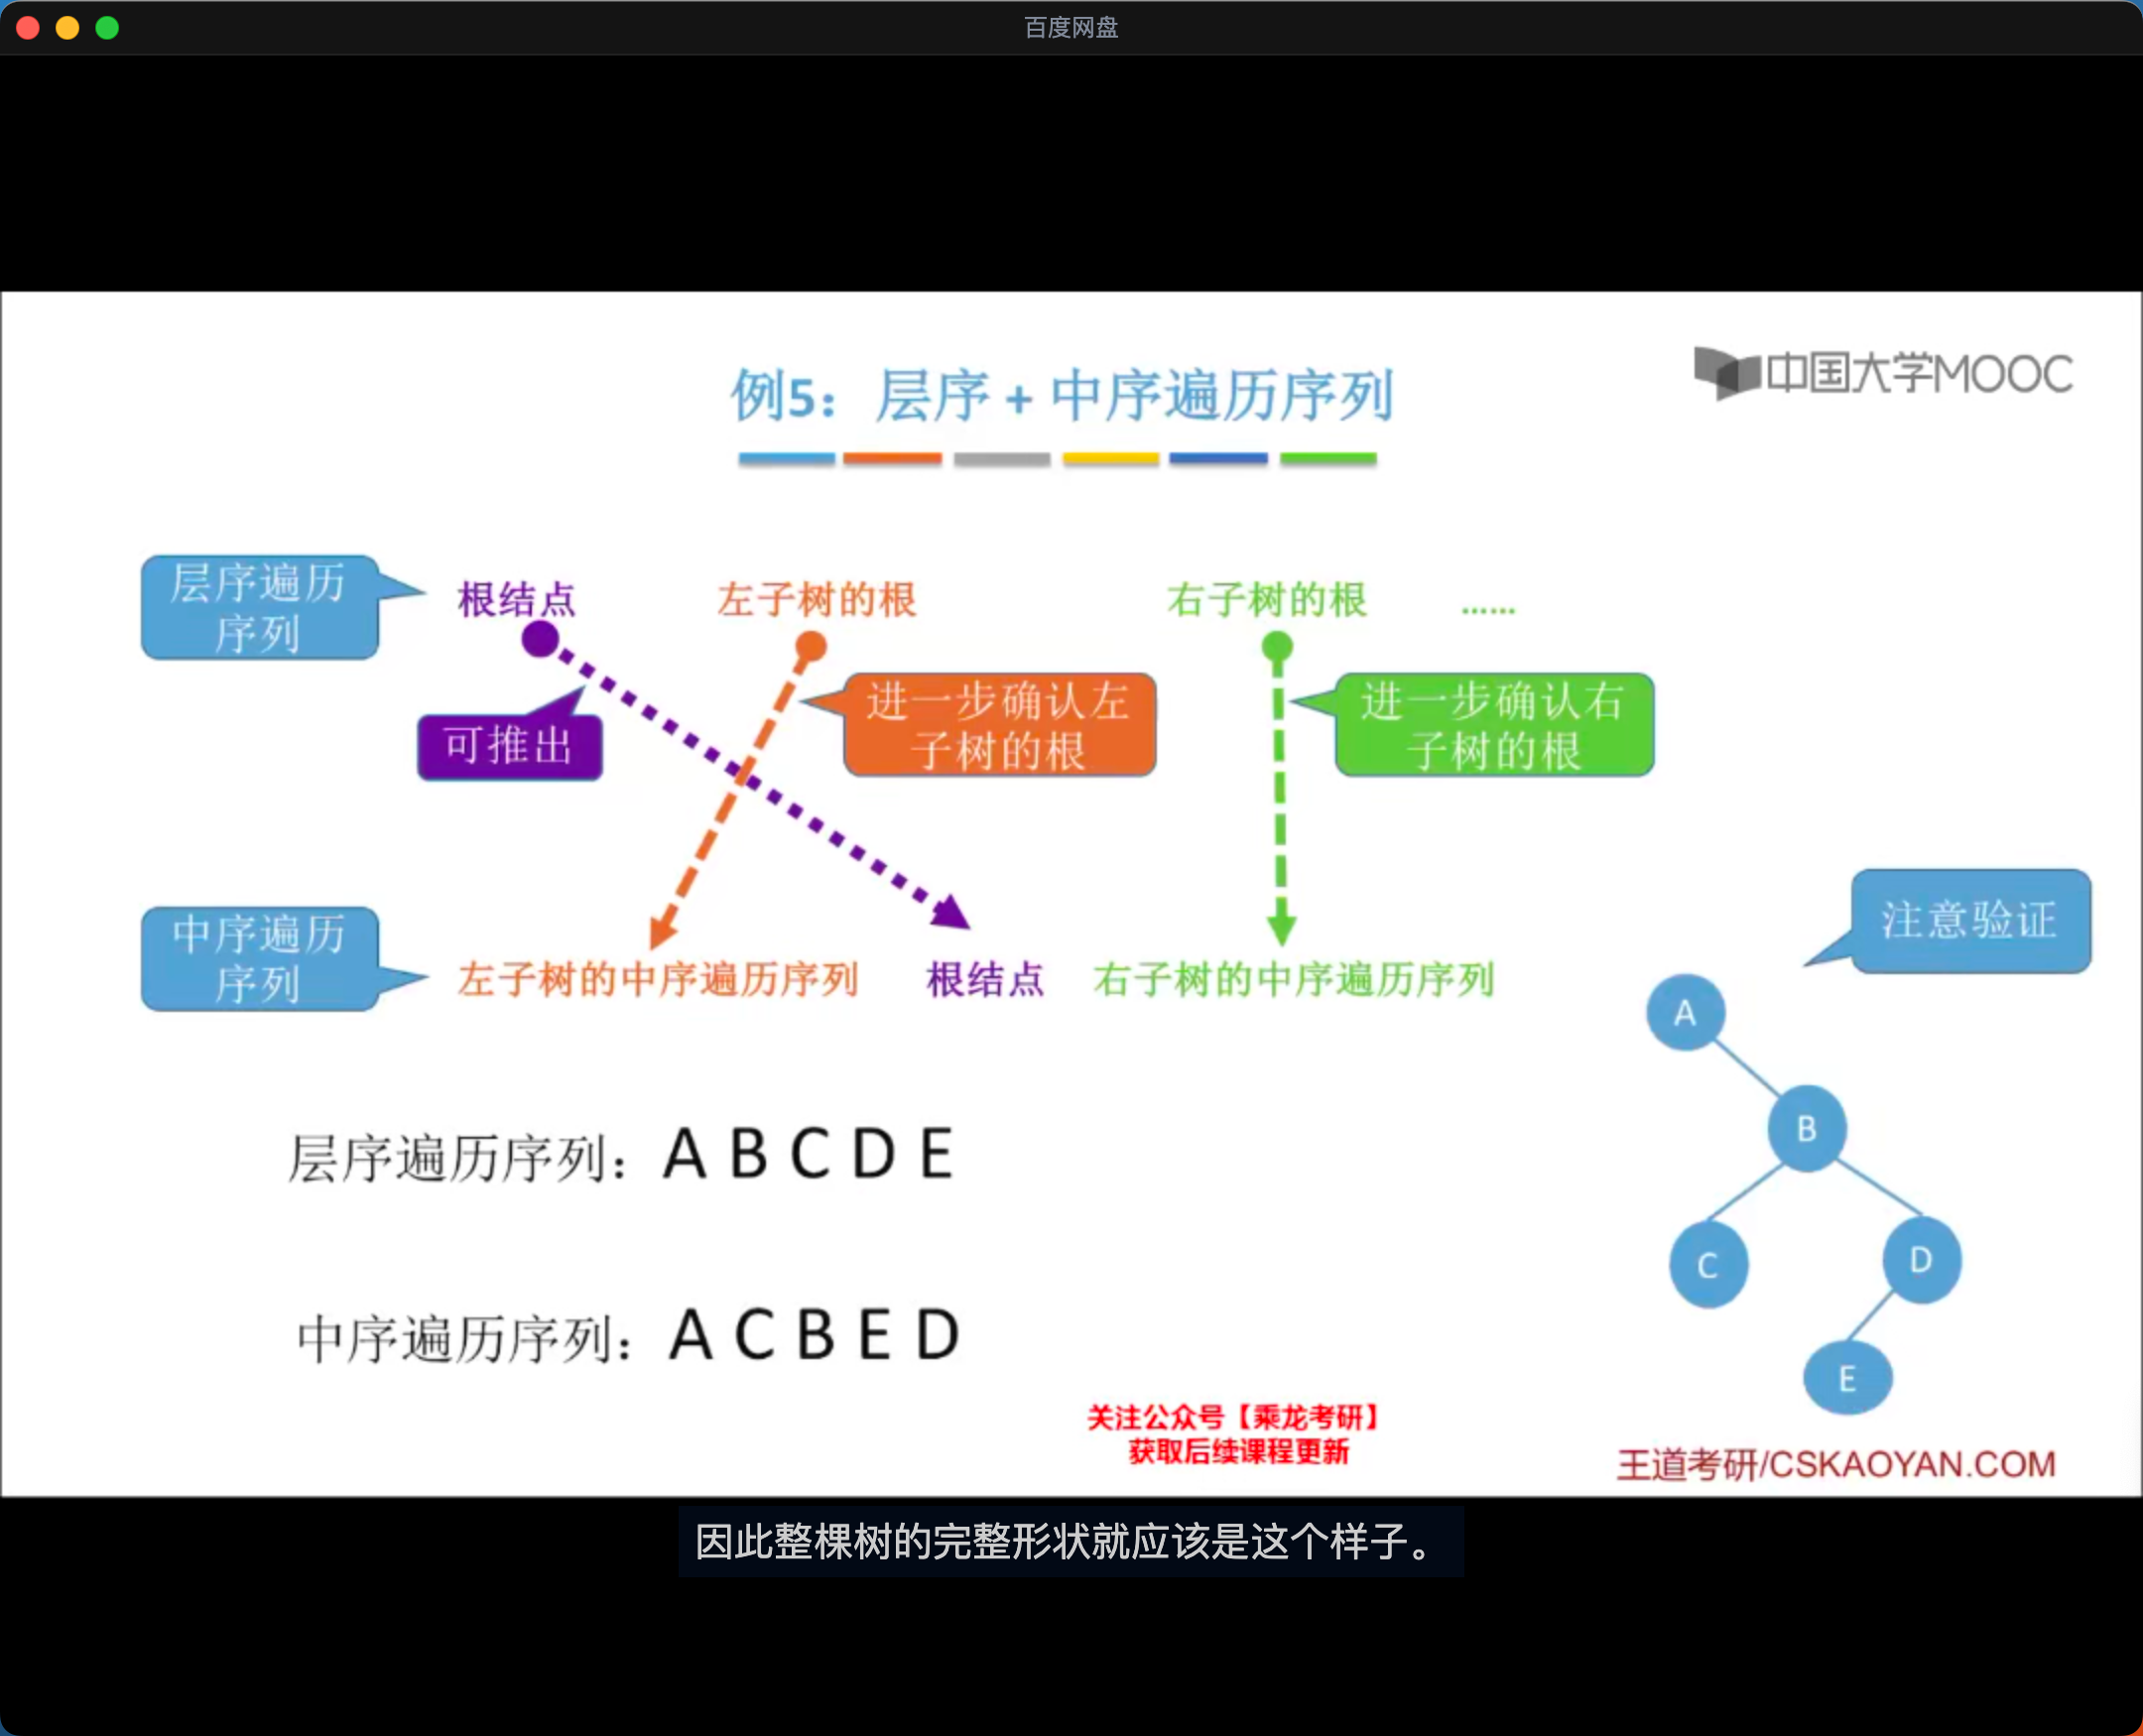 百度网盘
中国大学MOOC
例5：层序 + 中序遍历序列
层序遍历
序列
根结点
左子树的根
右子树的根
……
可推出
进一步确认左
子树的根
进一步确认右
子树的根
中序遍历
序列
左子树的中序遍历序列
根结点
右子树的中序遍历序列
注意验证
A
B
C
D
E
层序遍历序列：A B C D E
中序遍历序列：A C B E D
关注公众号【乘龙考研】
获取后续课程更新
王道考研/CSKAOYAN.COM
因此整棵树的完整形状就应该是这个样子。